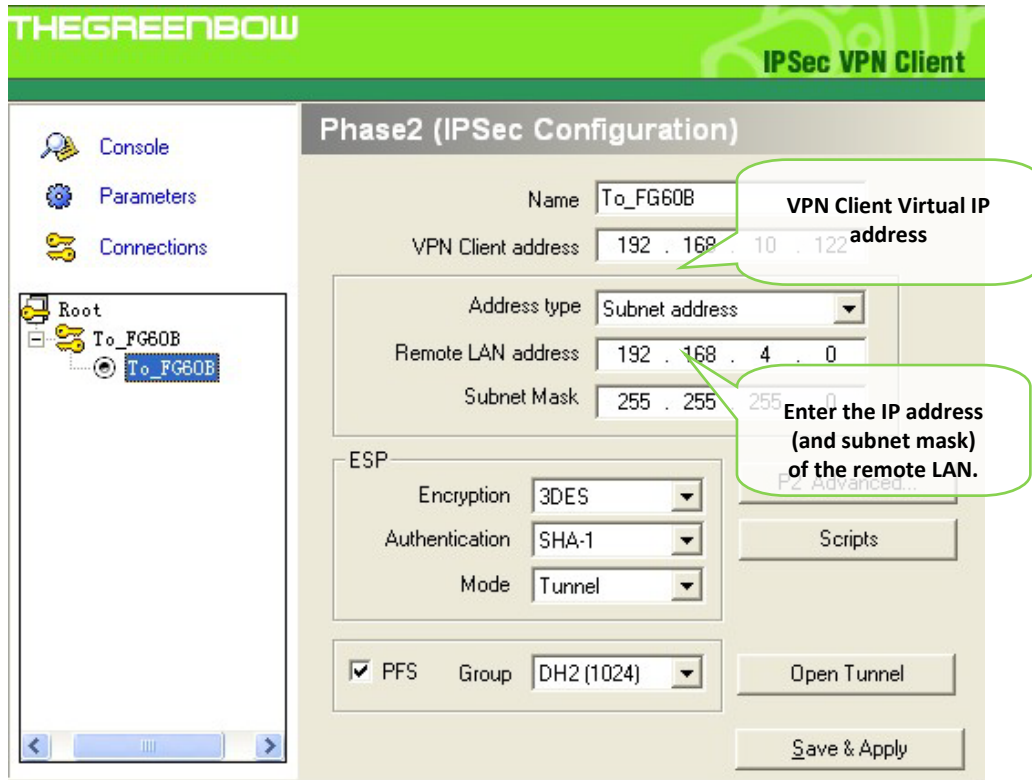 THEGREENBOW
IPSec VPN Client
Console
Parameters
Connections
Root
To_FG60B
To_FG60B
Phase2 (IPSec Configuration)
Name To_FG60B
VPN Client address 192 . 168 . 10 . 122
VPN Client Virtual IP
address
Address type Subnet address
Remote LAN address 192 . 168 . 4 . 0
Subnet Mask 255 . 255 . 255 . 0
Enter the IP address
(and subnet mask)
of the remote LAN.
ESP
Encryption 3DES
Authentication SHA-1
Mode Tunnel
P2 Advanced...
Scripts
PFS Group DH2 (1024)
Open Tunnel
Save & Apply